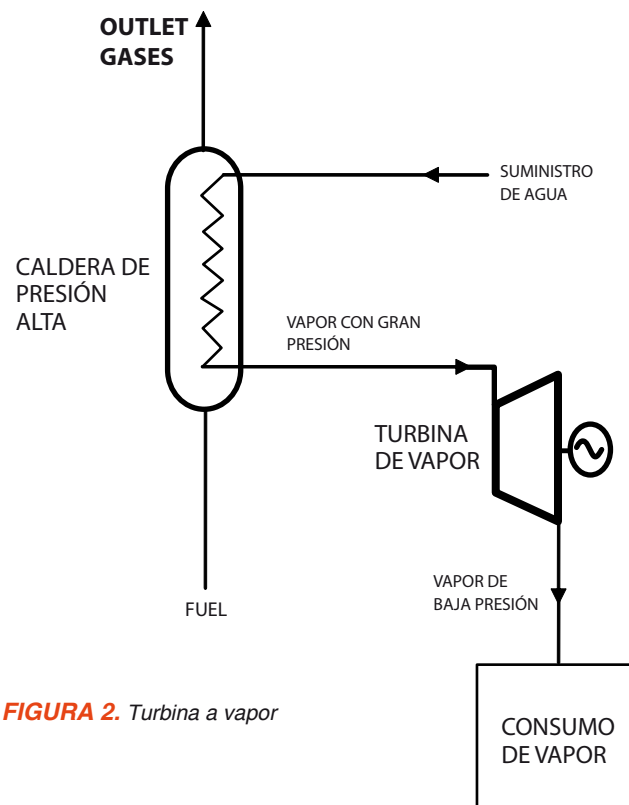 OUTLET
GASES
SUMINISTRO
DE AGUA
CALDERA DE
PRESIÓN
ALTA
VAPOR CON GRAN
PRESIÓN
TURBINA
DE VAPOR
VAPOR DE
BAJA PRESIÓN
FUEL
CONSUMO
DE VAPOR
FIGURA 2. Turbina a vapor